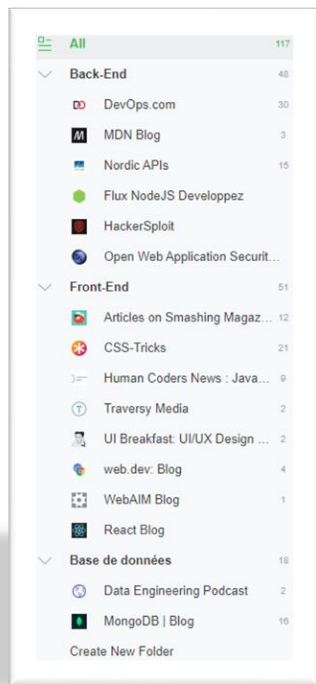 All 117
Back-End 48
DevOps.com 30
MDN Blog 3
Nordic APIs 15
Flux NodeJS Developpez
HackerSploit
Open Web Application Securit...
Front-End 51
Articles on Smashing Magaz... 12
CSS-Tricks 21
Human Coders News : Java... 9
Traversy Media 2
UI Breakfast: UI/UX Design ... 2
web.dev: Blog 4
WebAIM Blog 1
React Blog
Base de données 18
Data Engineering Podcast 2
MongoDB | Blog 16
Create New Folder